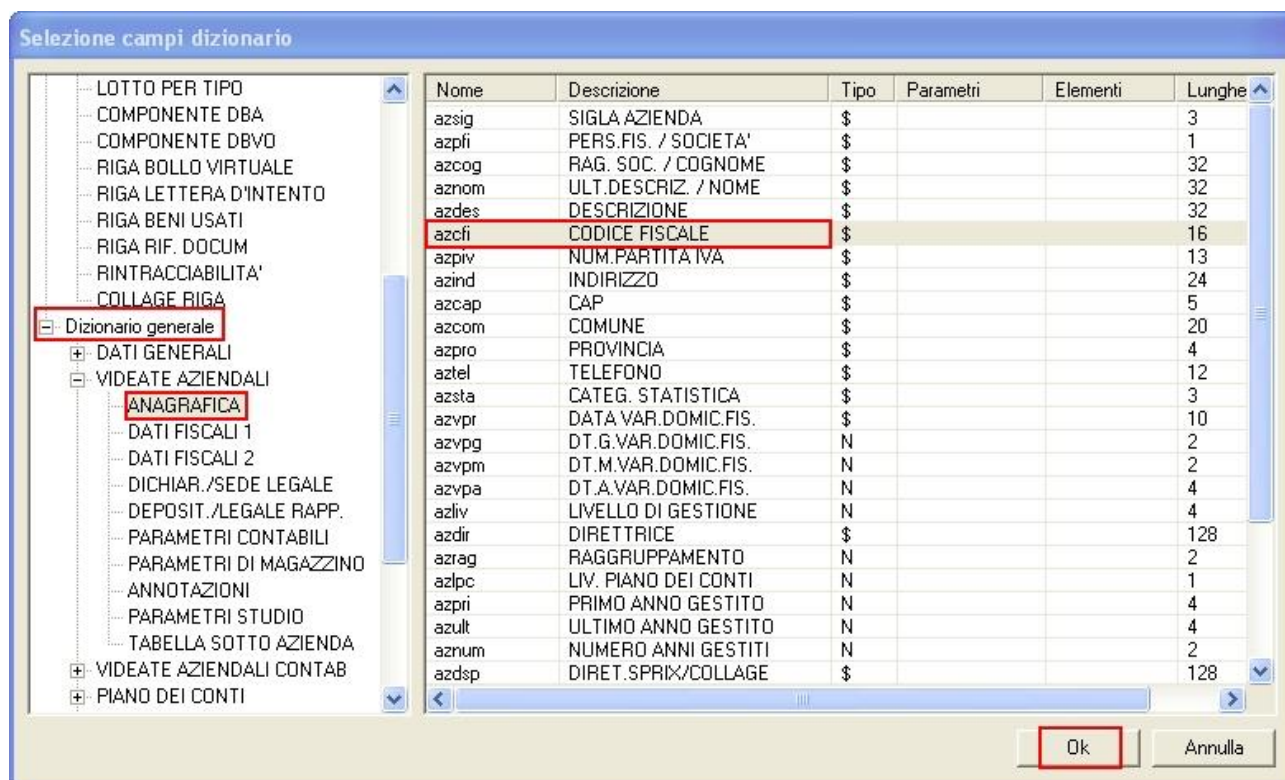 Selezione campi dizionario
LOTTO PER TIPO
COMPONENTE DBA
COMPONENTE DBVO
RIGA BOLLO VIRTUALE
RIGA LETTERA D'INTENTO
RIGA BENI USATI
RIGA RIF. DOCUM
RINTRACCIABILITA'
COLLAGE RIGA
Dizionario generale
DATI GENERALI
VIDEATE AZIENDALI
ANAGRAFICA
DATI FISCALI 1
DATI FISCALI 2
DICHIAR./SEDE LEGALE
DEPOSIT./LEGALE RAPP.
PARAMETRI CONTABILI
PARAMETRI DI MAGAZZINO
ANNOTAZIONI
PARAMETRI STUDIO
TABELLA SOTTO AZIENDA
VIDEATE AZIENDALI CONTAB
PIANO DEI CONTI
Nome Descrizione Tipo Parametri Elementi Lunghe
azsig SIGLA AZIENDA $ 3
azpfi PERS.FIS. / SOCIETA' $ 1
azcog RAG. SOC. / COGNOME $ 32
aznom ULT.DESCRIZ. / NOME $ 32
azdes DESCRIZIONE $ 32
azcfi CODICE FISCALE $ 16
azpiv NUM.PARTITA IVA $ 13
azind INDIRIZZO $ 24
azcap CAP $ 5
azcom COMUNE $ 20
azpro PROVINCIA $ 4
aztel TELEFONO $ 12
azsta CATEG. STATISTICA $ 3
azvpr DATA VAR.DOMIC.FIS. $ 10
azvpg DT.G.VAR.DOMIC.FIS. N 2
azvpm DT.M.VAR.DOMIC.FIS. N 2
azvpa DT.A.VAR.DOMIC.FIS. N 4
azliv LIVELLO DI GESTIONE N 4
azdir DIRETTRICE $ 128
azrag RAGGRUPPAMENTO N 2
azlpc LIV. PIANO DEI CONTI N 1
azpri PRIMO ANNO GESTITO N 4
azult ULTIMO ANNO GESTITO N 4
aznum NUMERO ANNI GESTITI N 2
azdsp DIRET.SPRIX/COLLAGE $ 128
Ok Annulla